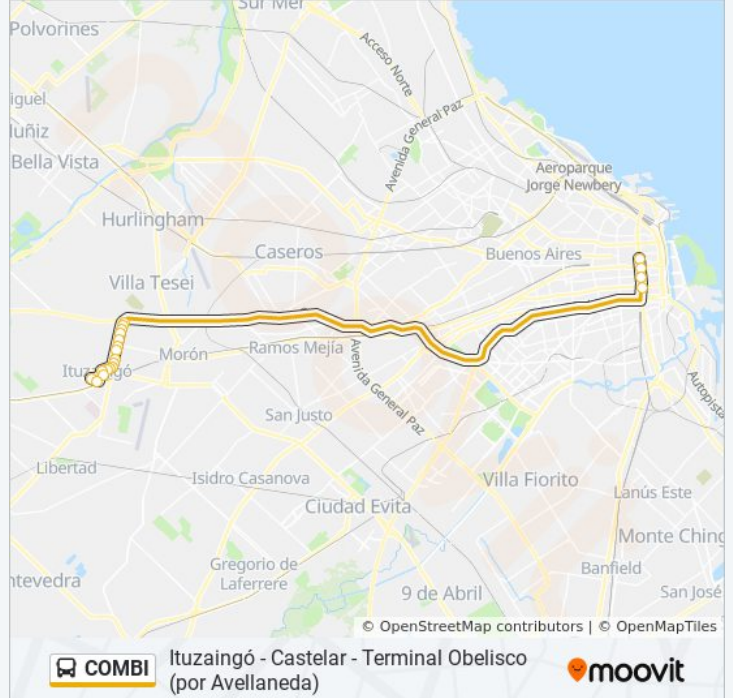 Sur Mer
Polvorines
Acceso Norte
iguel
Avenida General Paz
luñiz
Bella Vista
Aeroparque
Jorge Newbery
Hurlingham
Caseros
Buenos Aires
Villa Tesei
Morón
Ramos Mejía
Ituzaingó
Avenida General Paz
Autopista
San Justo
Libertad
Isidro Casanova
Villa Fiorito
Lanús Este
Ciudad Evita
Monte Ching
Gregorio de
Laferrere
Banfield
ntevedra
9 de Abril
San José
© OpenStreetMap contributors | © OpenMapTiles
COMBI
Ituzaingó - Castelar - Terminal Obelisco
(por Avellaneda)
moovit